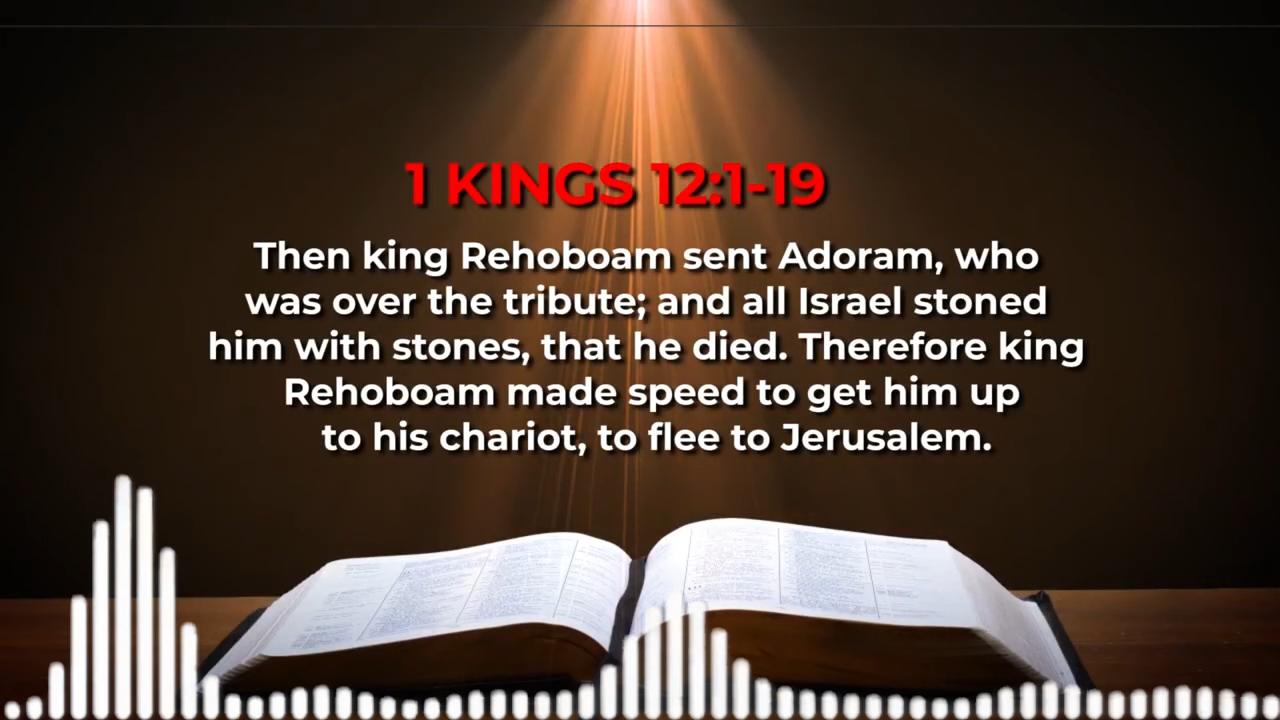 1 KINGS 12:1-19
Then king Rehoboam sent Adoram, who
was over the tribute; and all Israel stoned
him with stones, that he died. Therefore king
Rehoboam made speed to get him up
to his chariot, to flee to Jerusalem.